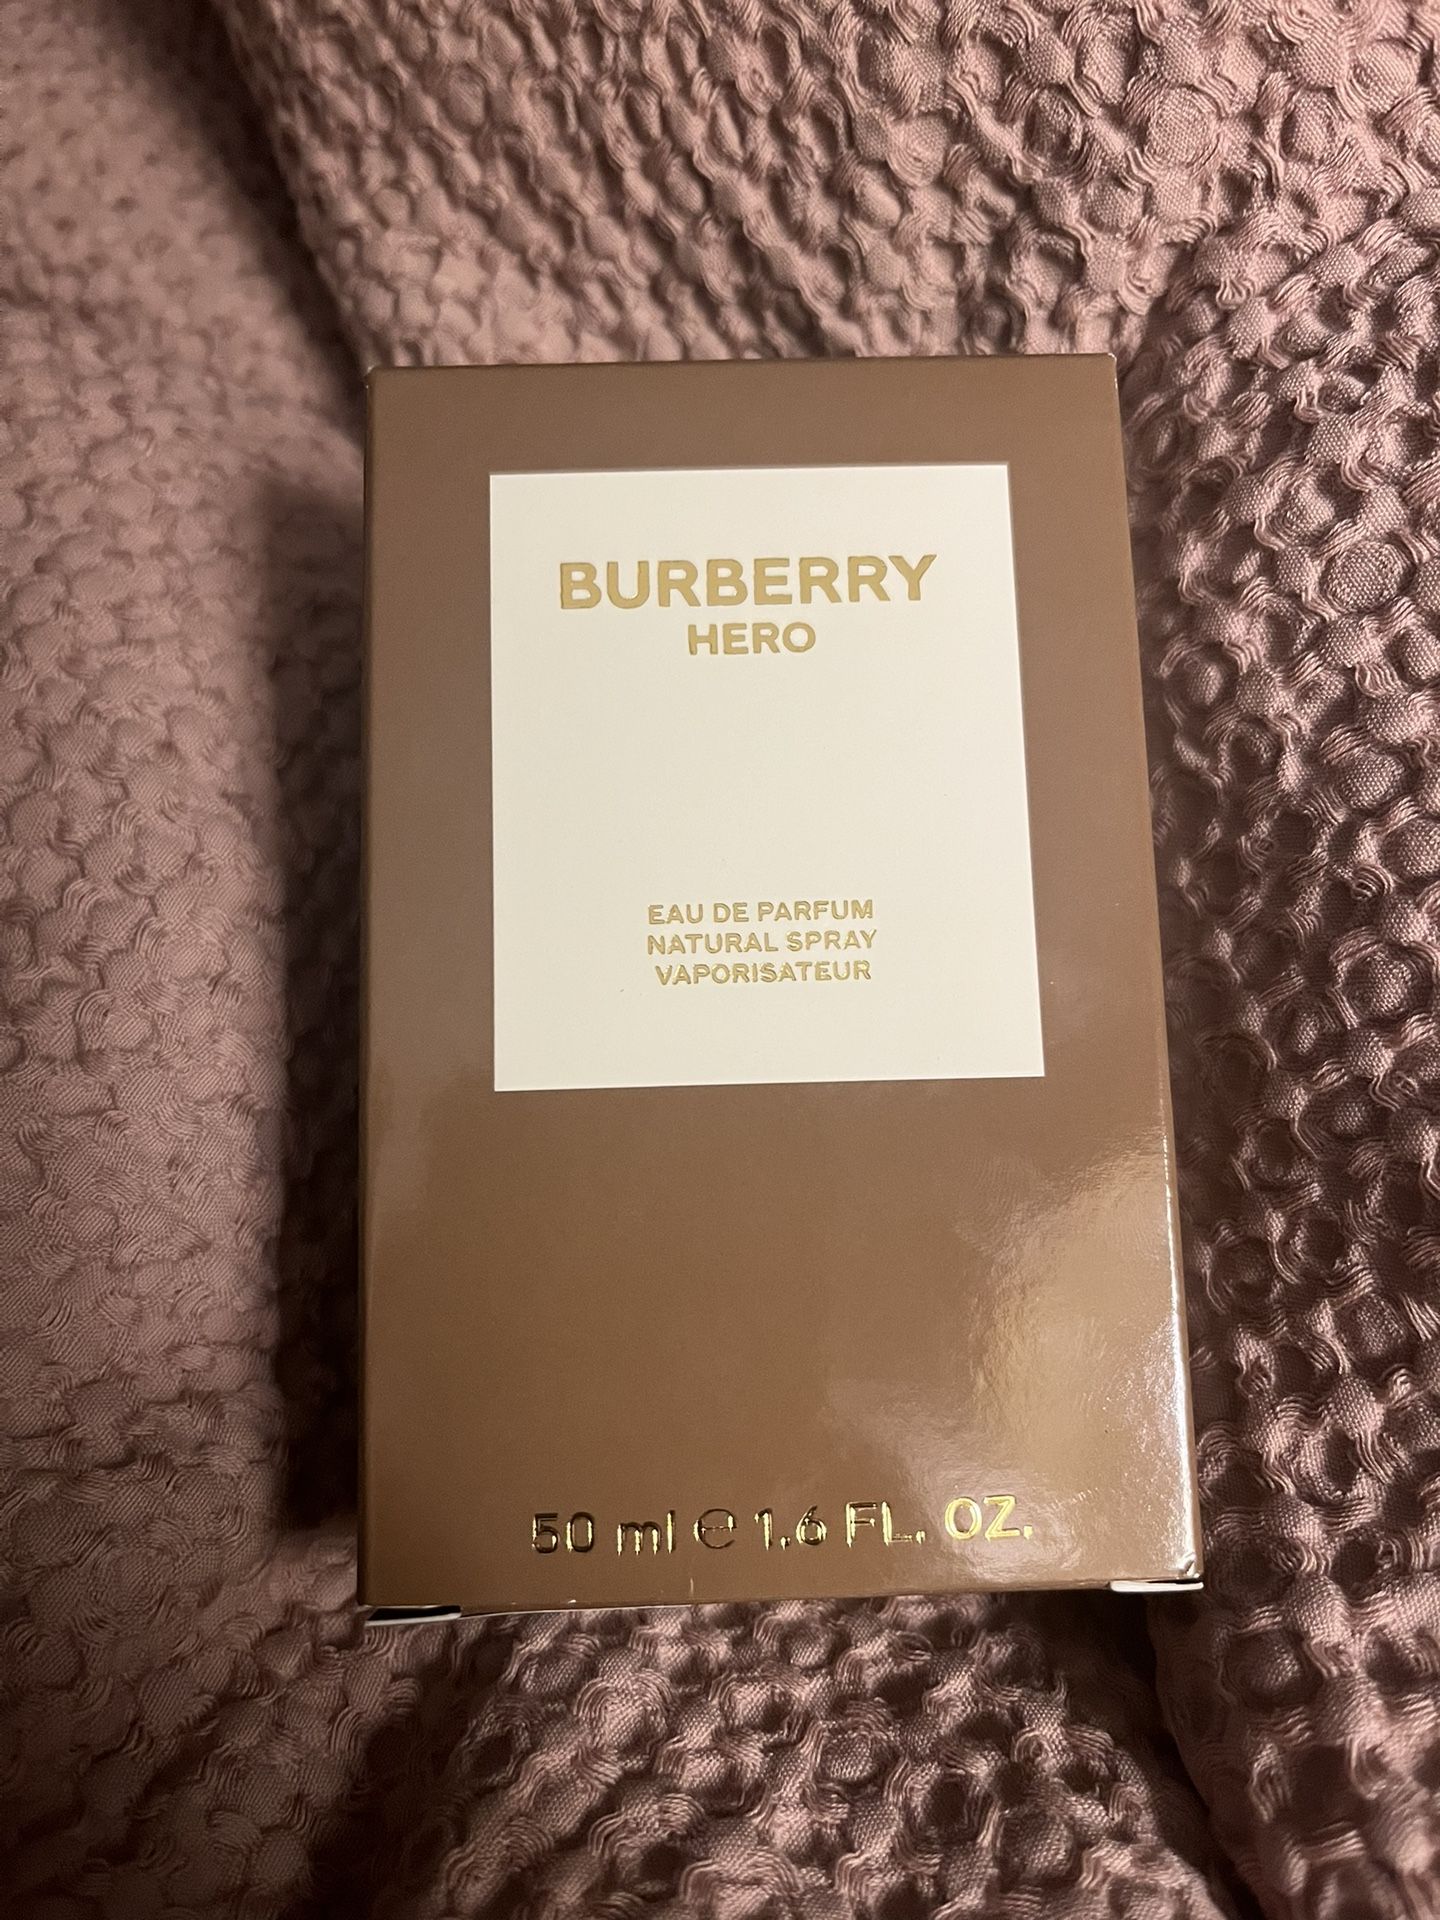 BURBERRY
HERO
EAU DE PARFUM
NATURAL SPRAY
VAPORISATEUR
50 ml ℮ 1.6 FL. OZ.